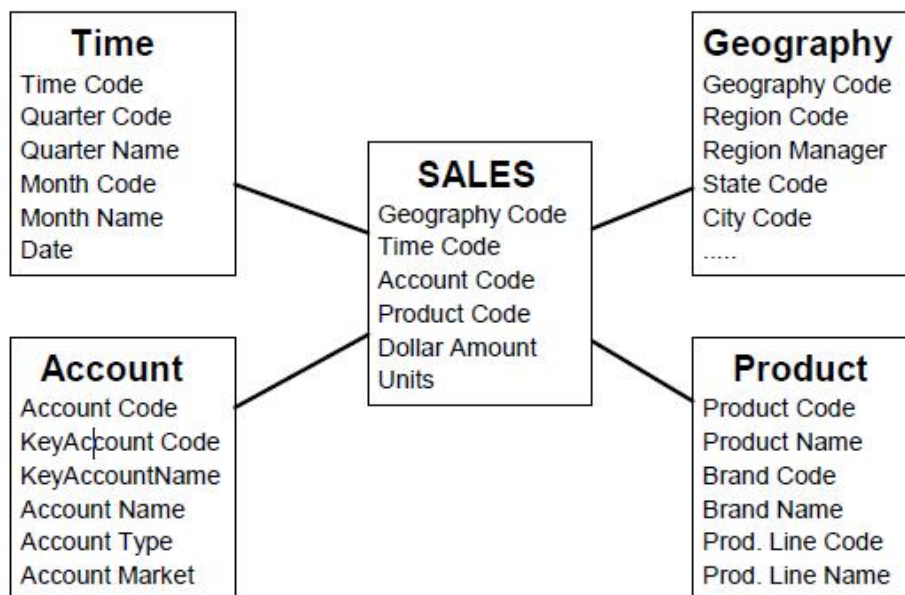 Time
Time Code
Quarter Code
Quarter Name
Month Code
Month Name
Date
Geography
Geography Code
Region Code
Region Manager
State Code
City Code
.....
SALES
Geography Code
Time Code
Account Code
Product Code
Dollar Amount
Units
Account
Account Code
KeyAccount Code
KeyAccountName
Account Name
Account Type
Account Market
Product
Product Code
Product Name
Brand Code
Brand Name
Prod. Line Code
Prod. Line Name